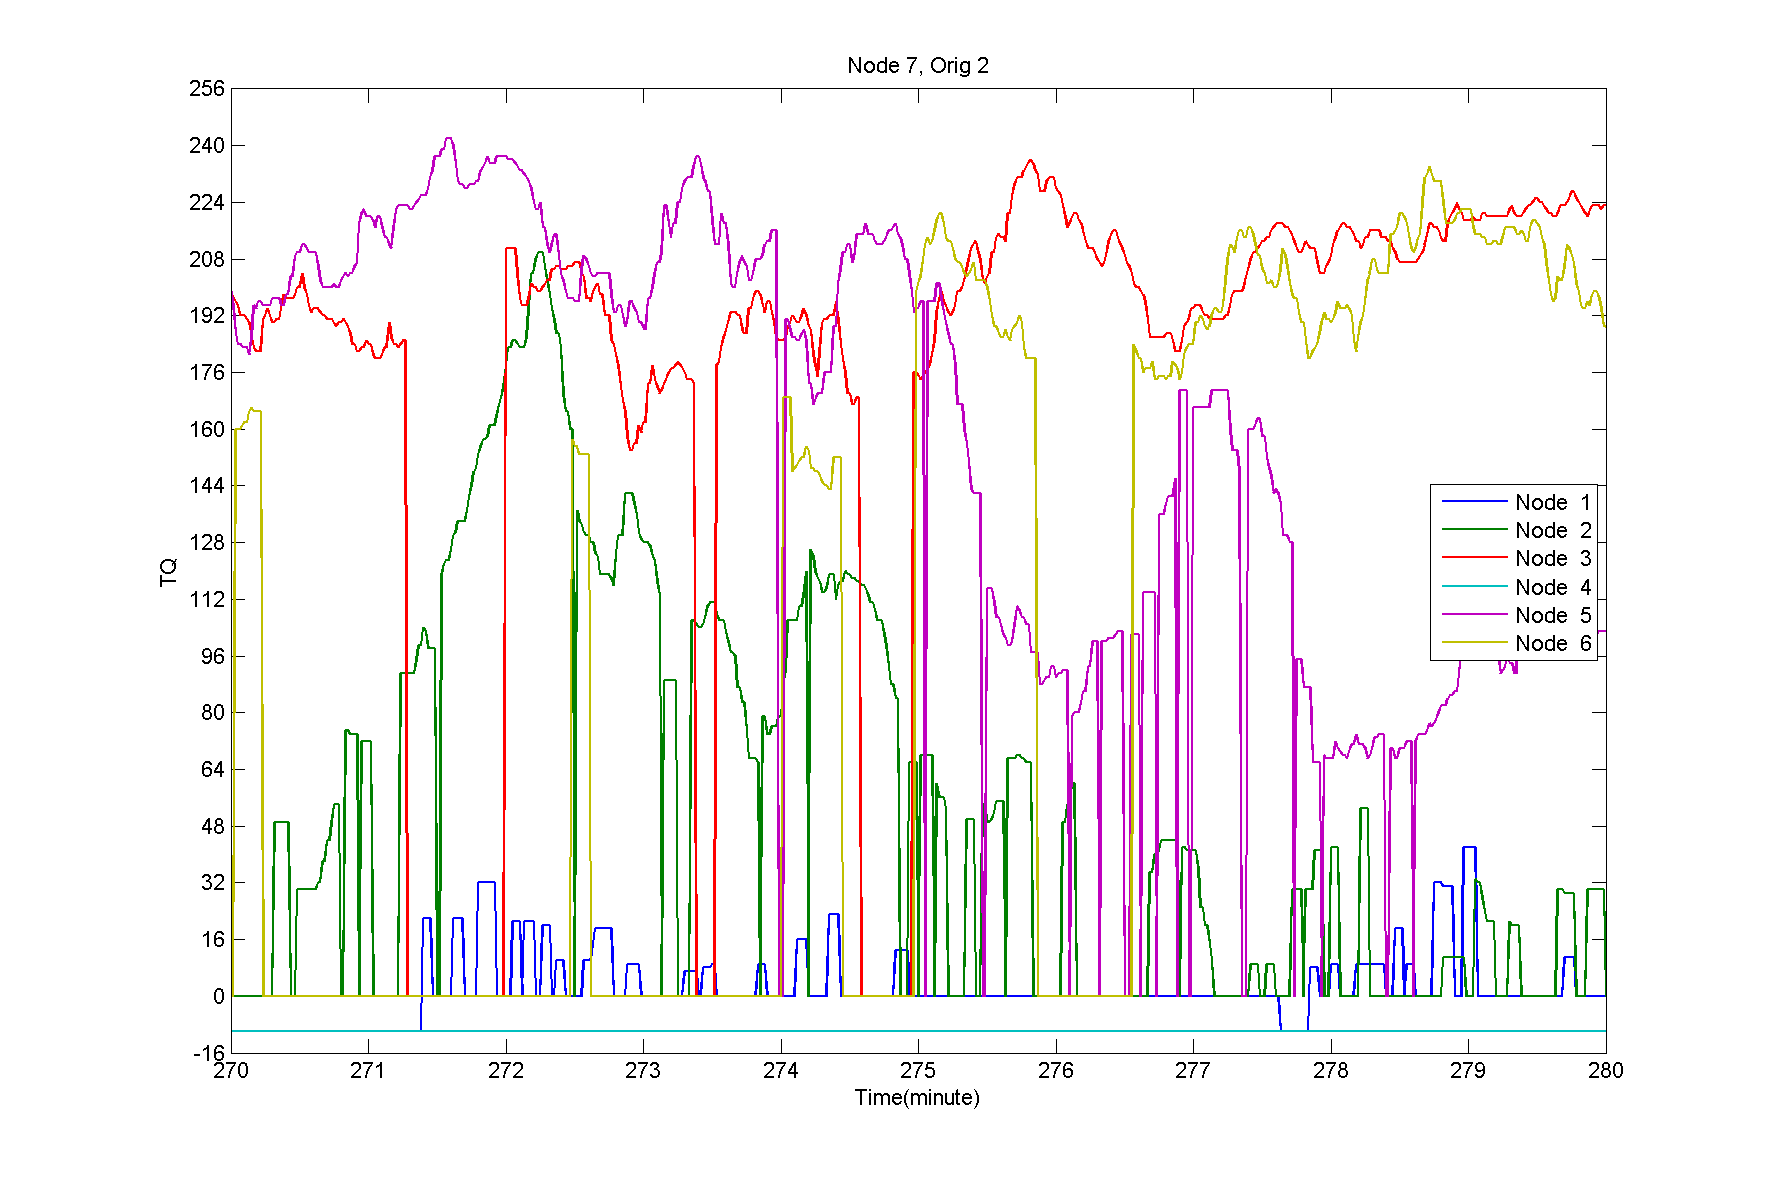 Node 7, Orig 2
256
240
224
208
192
176
160
144
128
112
96
80
64
48
32
16
0
-16
TQ
270 271 272 273 274 275 276 277 278 279 280
Time(minute)
Node 1
Node 2
Node 3
Node 4
Node 5
Node 6